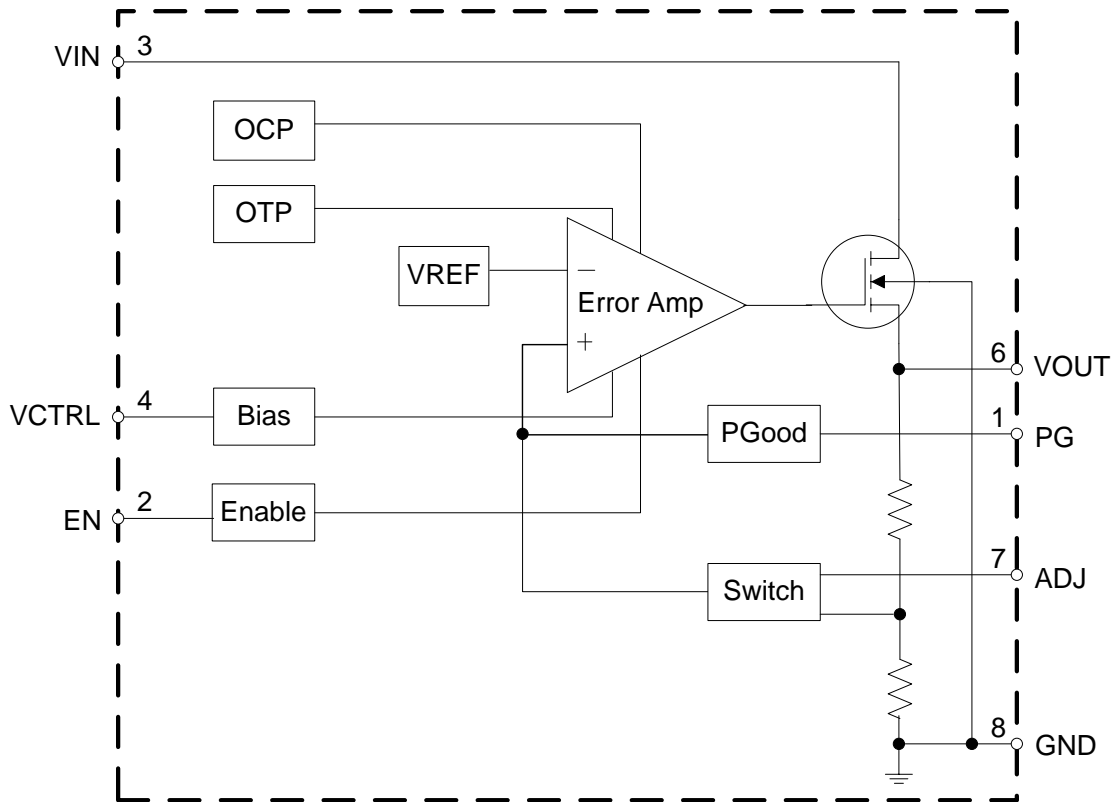 VIN 3
OCP
OTP
VREF
−
Error Amp
+
6 VOUT
VCTRL 4
Bias
PGood
1 PG
EN 2
Enable
7 ADJ
Switch
8 GND